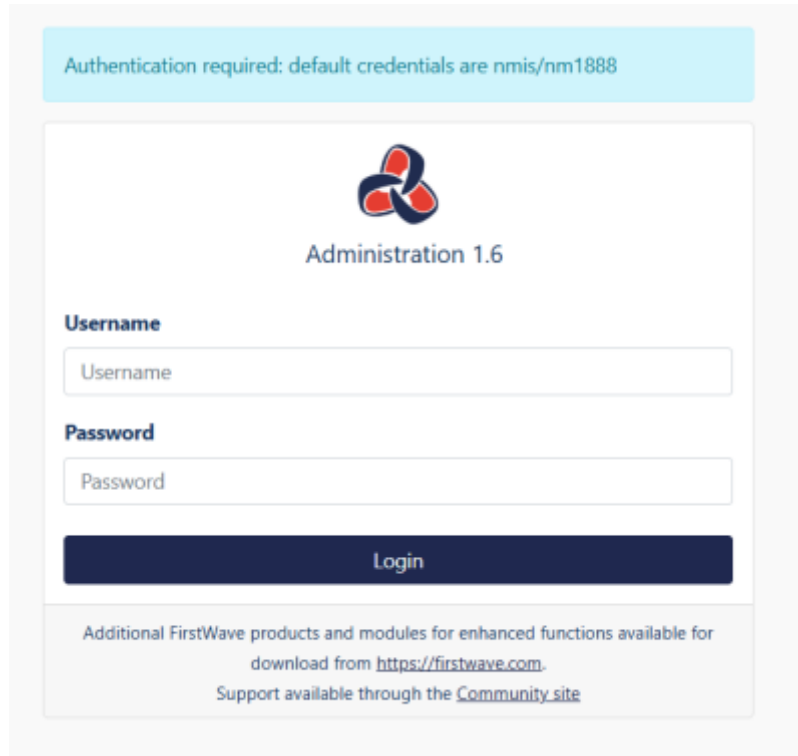 Authentication required: default credentials are nmis/nm1888
Administration 1.6
Username
Username
Password
Password
Login
Additional FirstWave products and modules for enhanced functions available for
download from https://firstwave.com.
Support available through the Community site